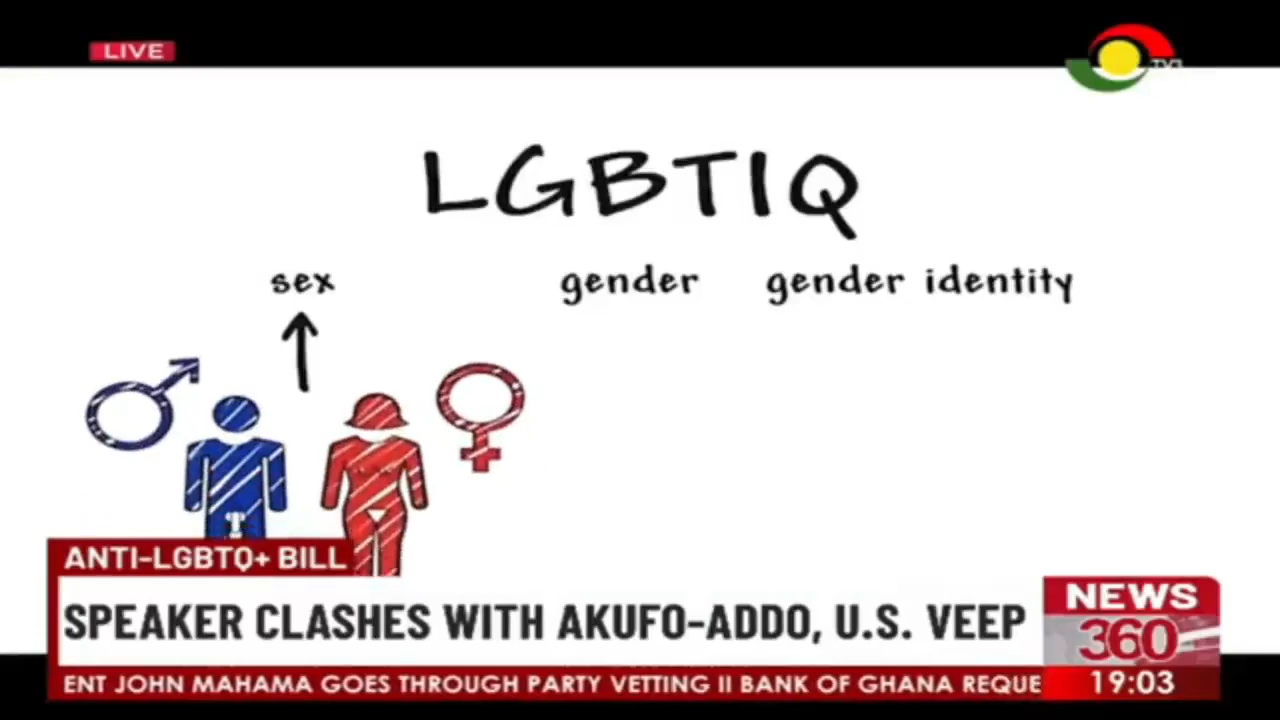 LIVE
TV3
LGBTIQ
sex gender gender identity
ANTI-LGBTQ+ BILL
SPEAKER CLASHES WITH AKUFO-ADDO, U.S. VEEP
NEWS
360
ENT JOHN MAHAMA GOES THROUGH PARTY VETTING II BANK OF GHANA REQUE
19:03